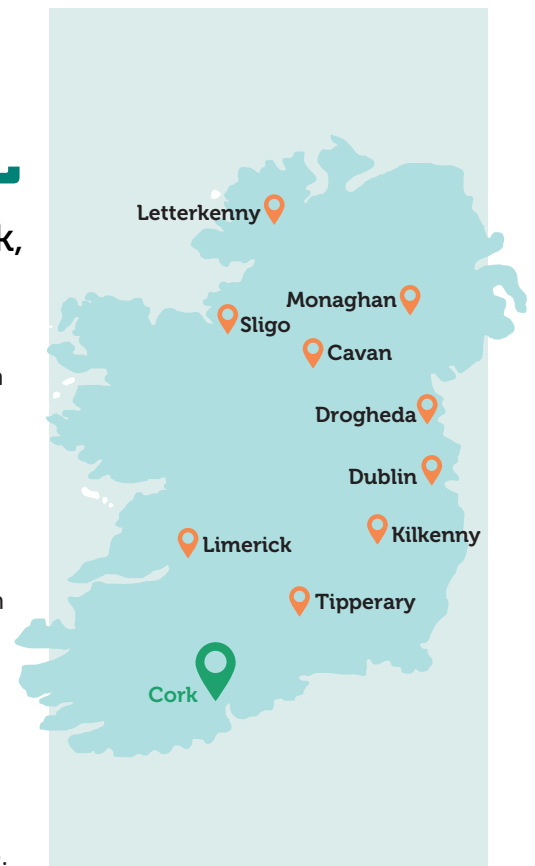 k,
Letterkenny
Monaghan
Sligo
Cavan
Drogheda
Dublin
Kilkenny
Limerick
Tipperary
Cork